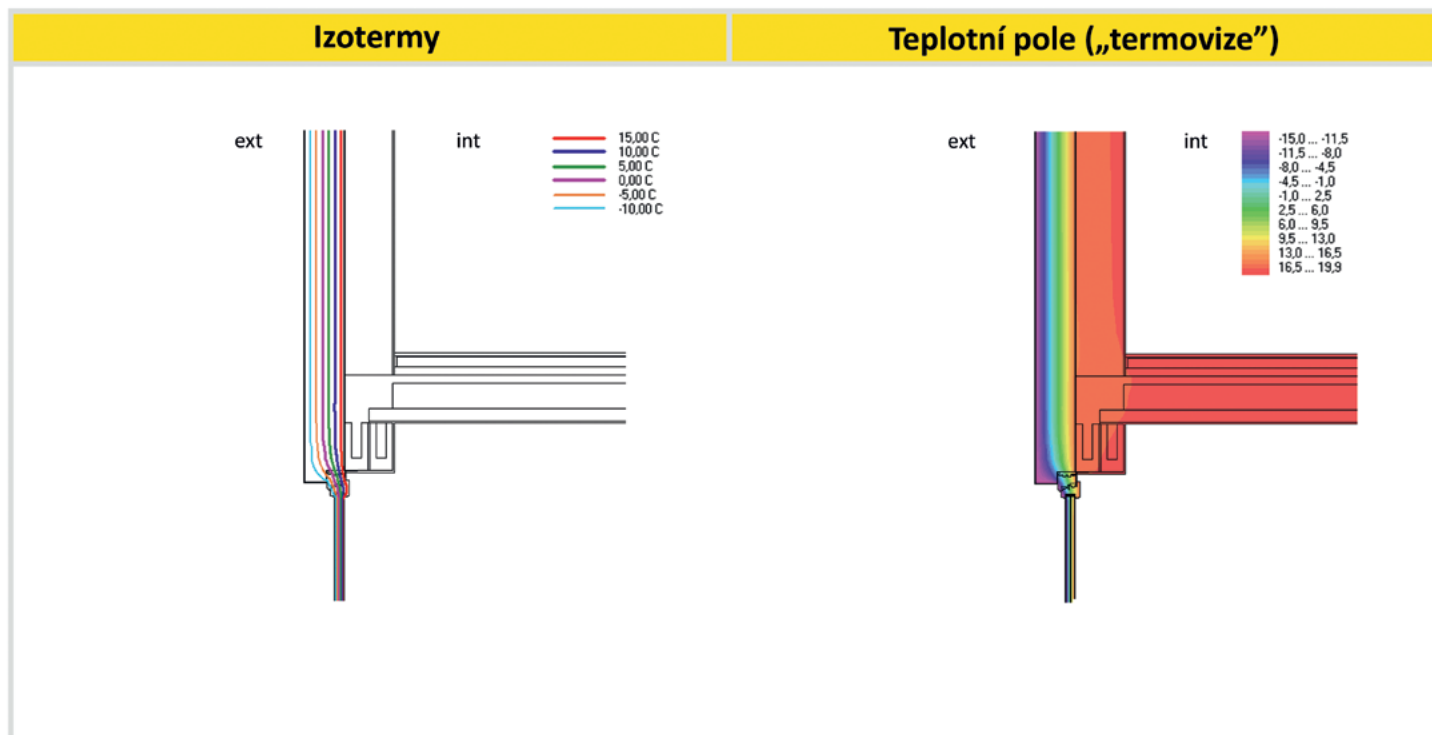 Izotermy
Teplotní pole („termovize”)
ext
int
15,00 C
10,00 C
5,00 C
0,00 C
-5,00 C
-10,00 C
ext
int
-15,0 ... -11,5
-11,5 ... -8,0
-8,0 ... -4,5
-4,5 ... -1,0
-1,0 ... 2,5
2,5 ... 6,0
6,0 ... 9,5
9,5 ... 13,0
13,0 ... 16,5
16,5 ... 19,9